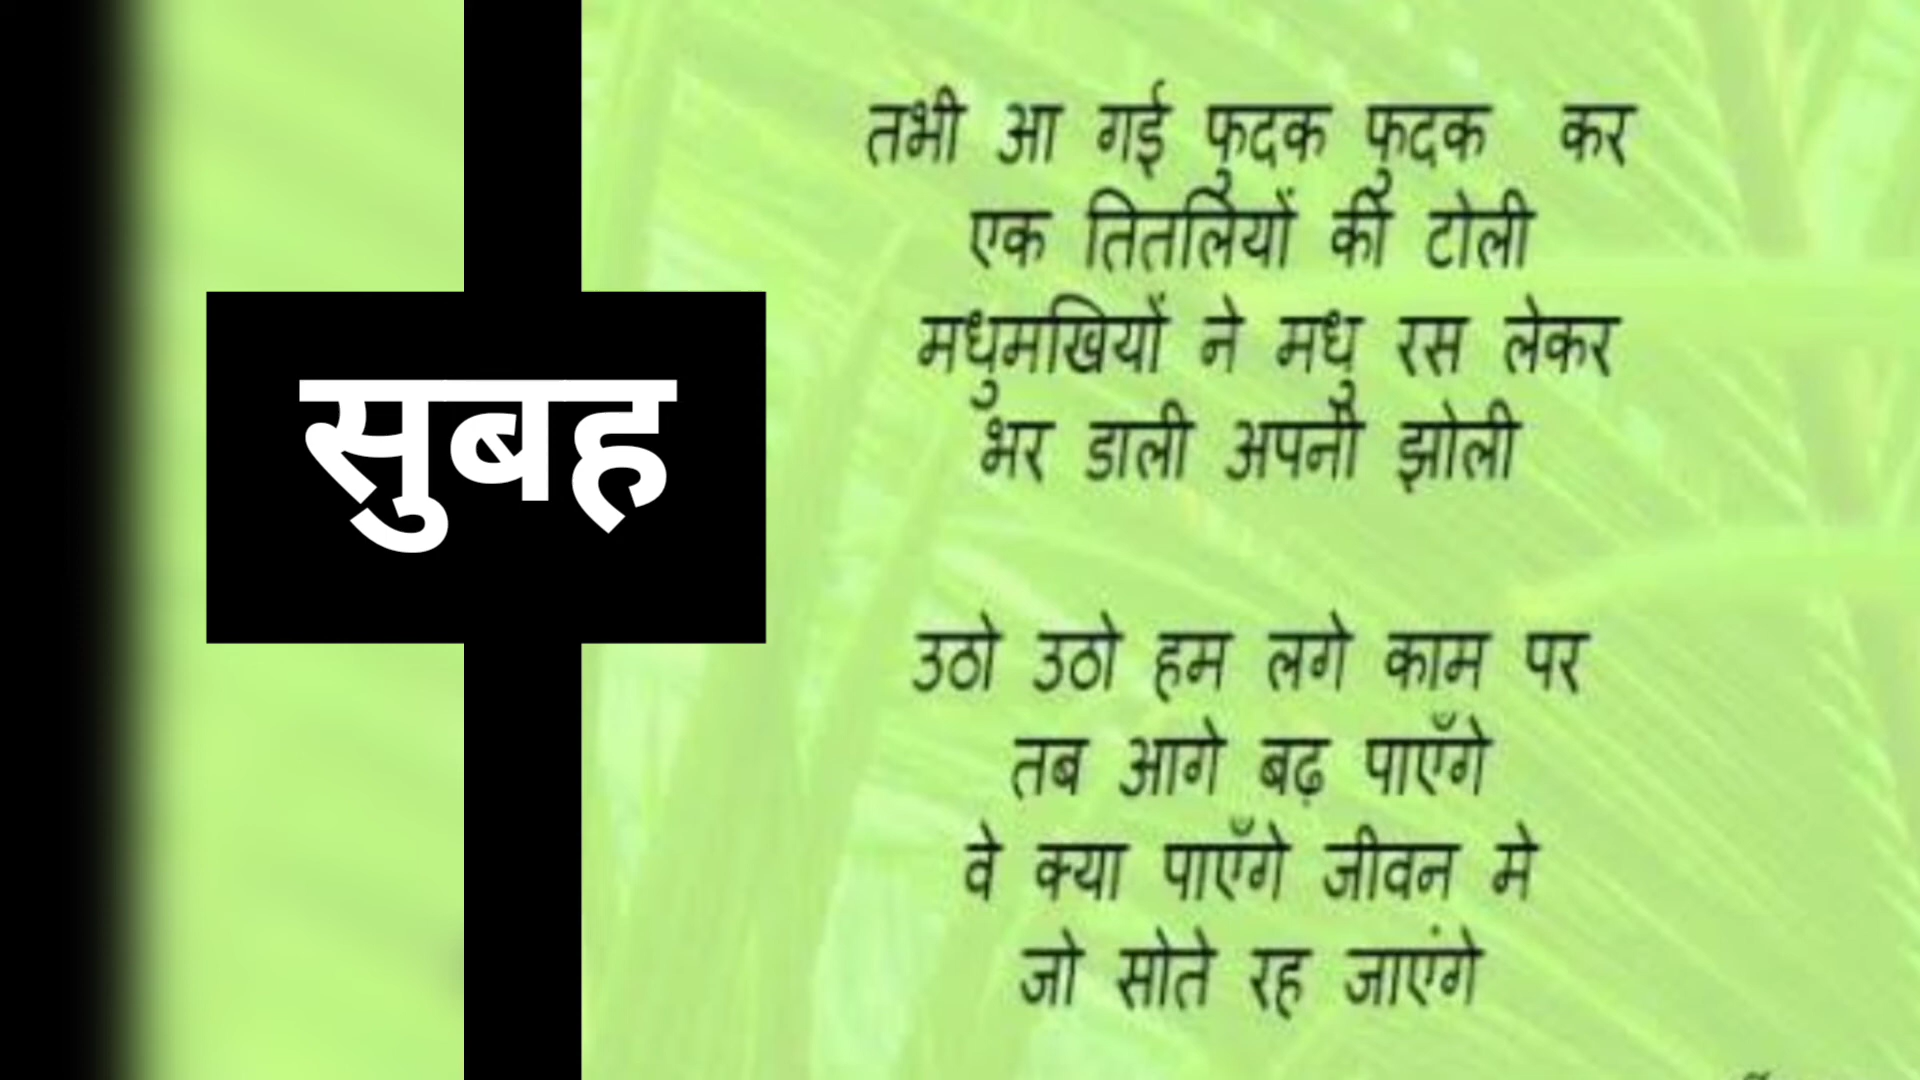 सुबह
तभी आ गई फुदक फुदक कर
एक तितलियों की टोली
मधुमखियों ने मधु रस लेकर
भर डाली अपनी झोली
उठो उठो हम लगे काम पर
तब आगे बढ़ पाएँगे
वे क्या पाएँगे जीवन मे
जो सोते रह जाएंगे